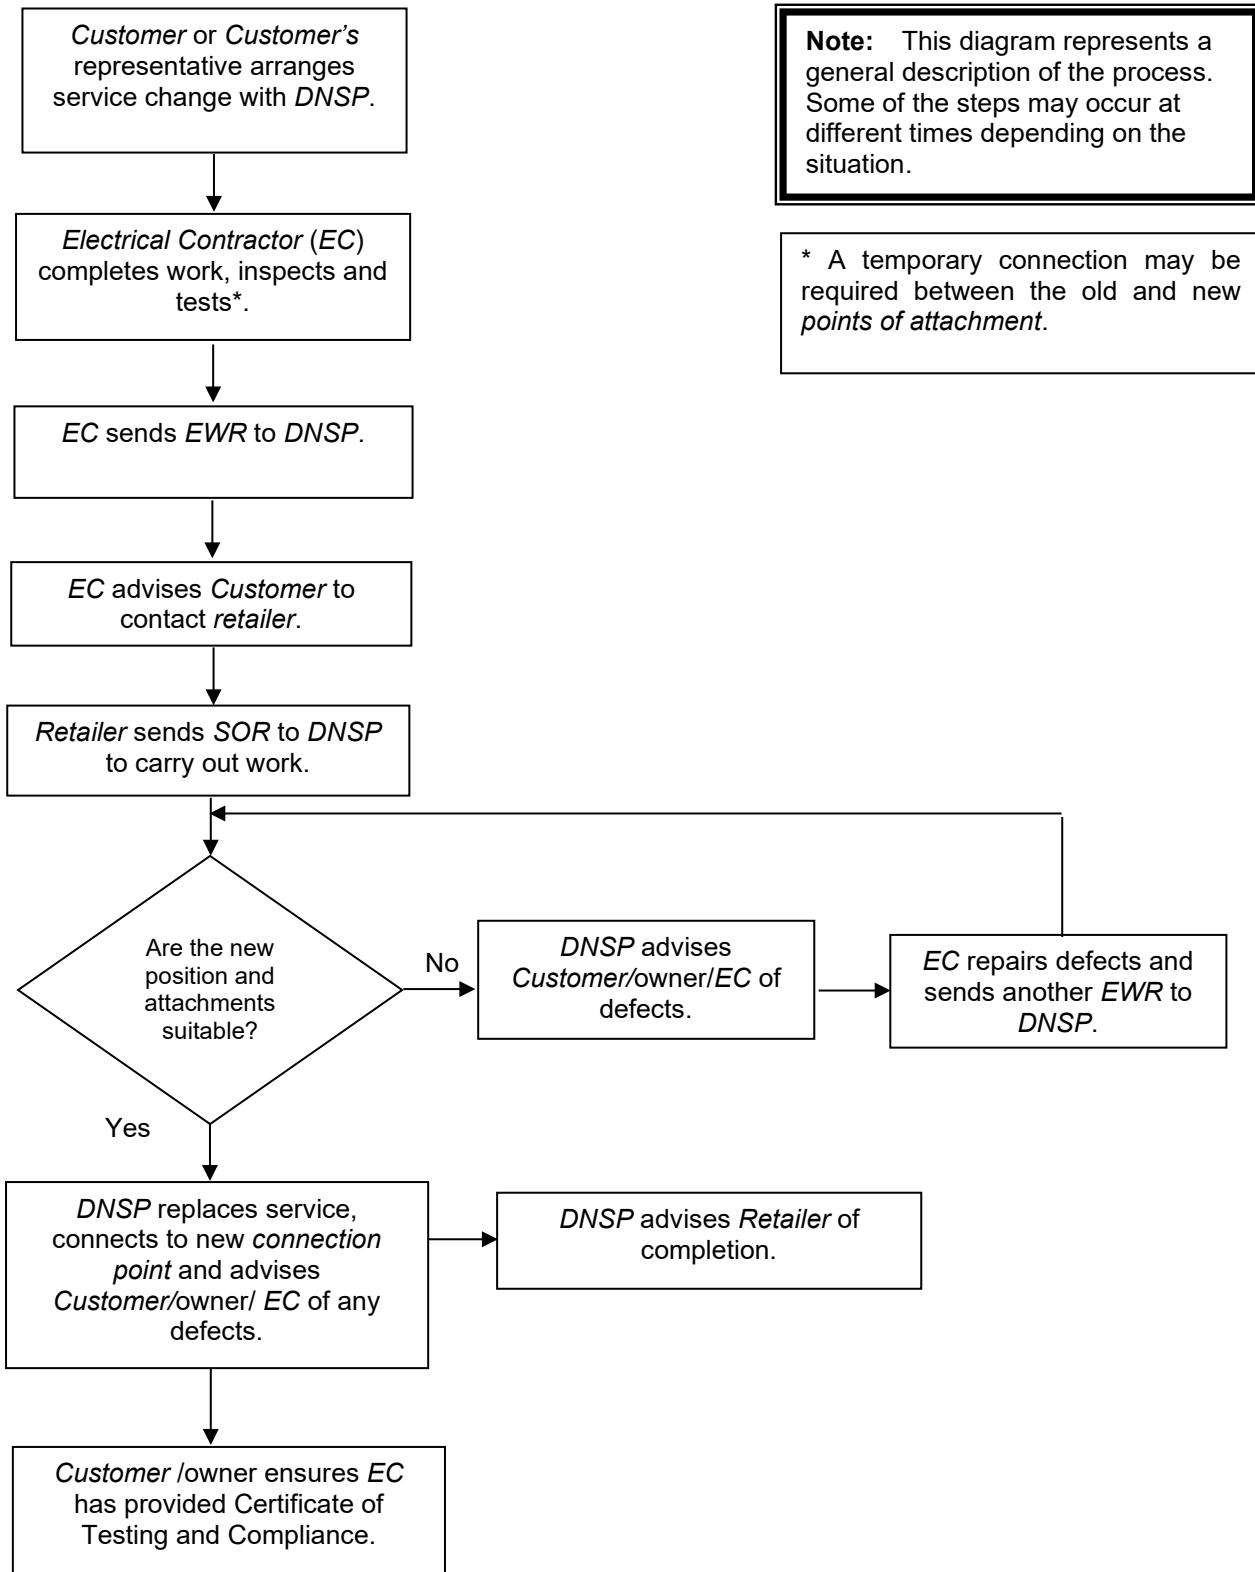 Customer or Customer’s
representative arranges
service change with DNSP.
Note: This diagram represents a
general description of the process.
Some of the steps may occur at
different times depending on the
situation.
Electrical Contractor (EC)
completes work, inspects and
tests*.
* A temporary connection may be
required between the old and new
points of attachment.
EC sends EWR to DNSP.
EC advises Customer to
contact retailer.
Retailer sends SOR to DNSP
to carry out work.
Are the new
position and
attachments
suitable?
No
DNSP advises
Customer/owner/EC of
defects.
EC repairs defects and
sends another EWR to
DNSP.
Yes
DNSP replaces service,
connects to new connection
point and advises
Customer/owner/ EC of any
defects.
DNSP advises Retailer of
completion.
Customer /owner ensures EC
has provided Certificate of
Testing and Compliance.